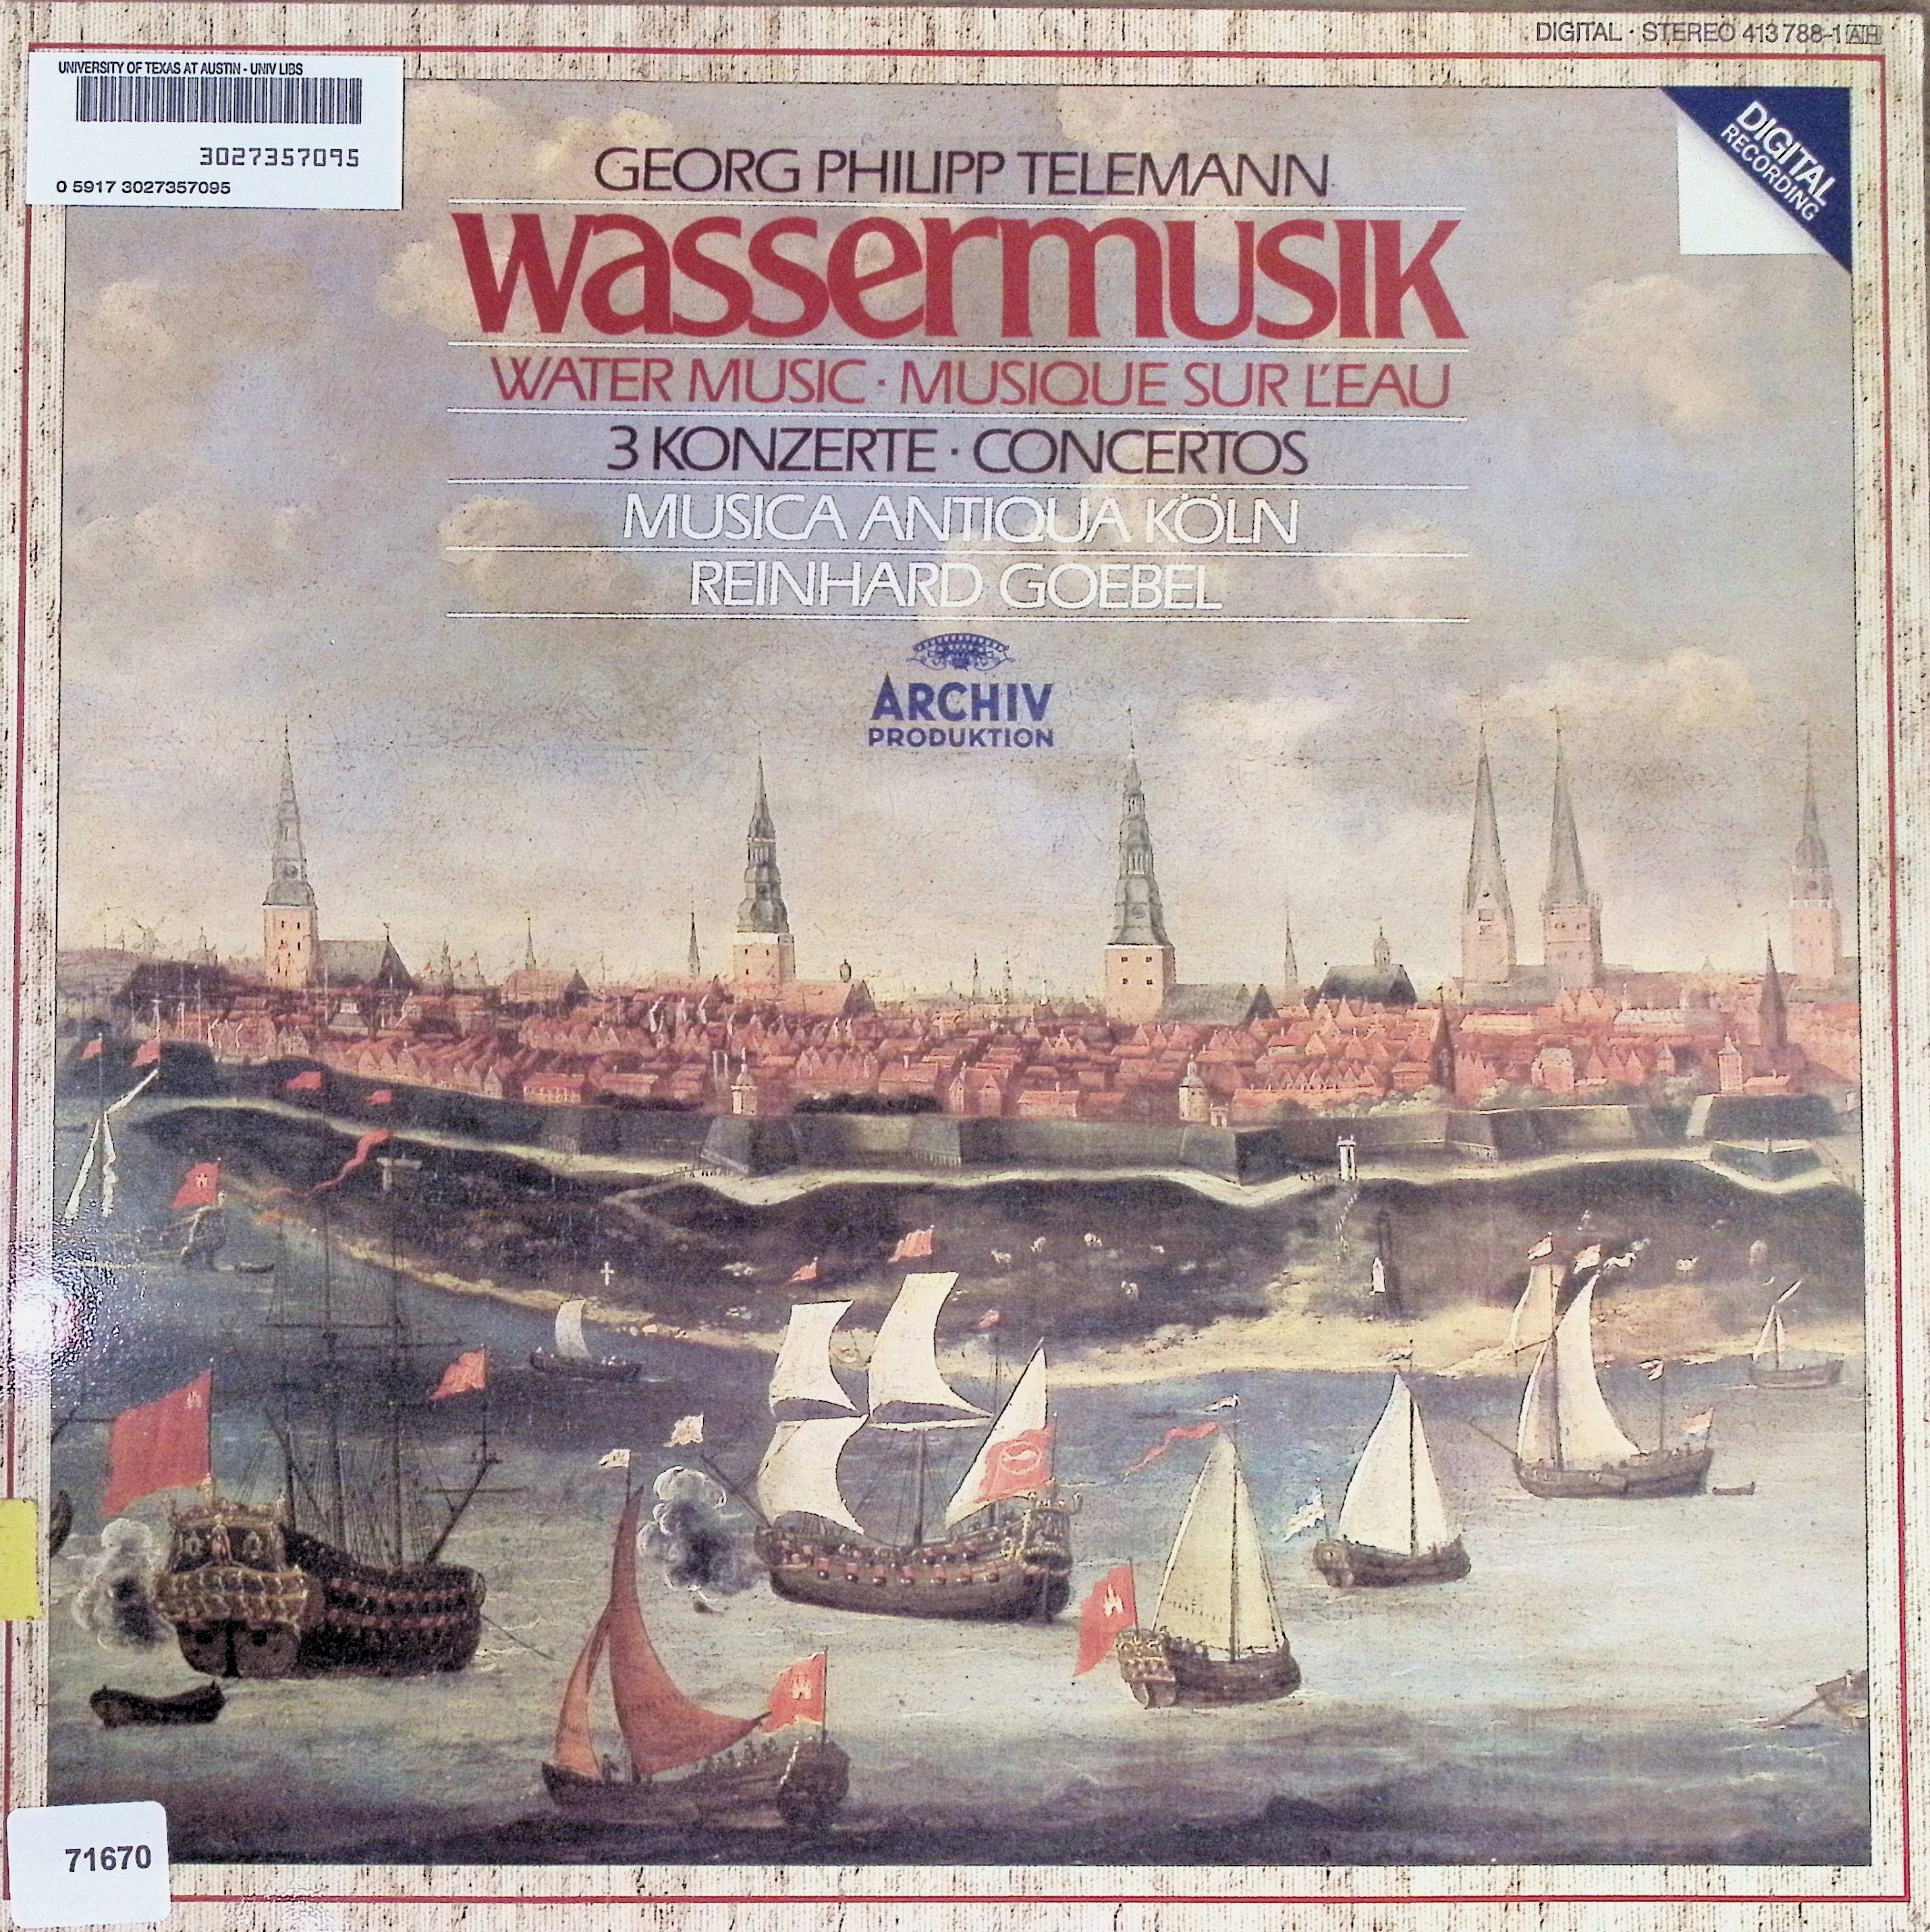 DIGITAL · STEREO 413 788-1 AH
UNIVERSITY OF TEXAS AT AUSTIN - UNIV LIBS
3027357095
0 5917 3027357095
DIGITAL
RECORDING
GEORG PHILIPP TELEMANN
wassermusik
WATER MUSIC · MUSIQUE SUR L'EAU
3 KONZERTE · CONCERTOS
MUSICA ANTIQUA KÖLN
REINHARD GOEBEL
ARCHIV
PRODUKTION
71670